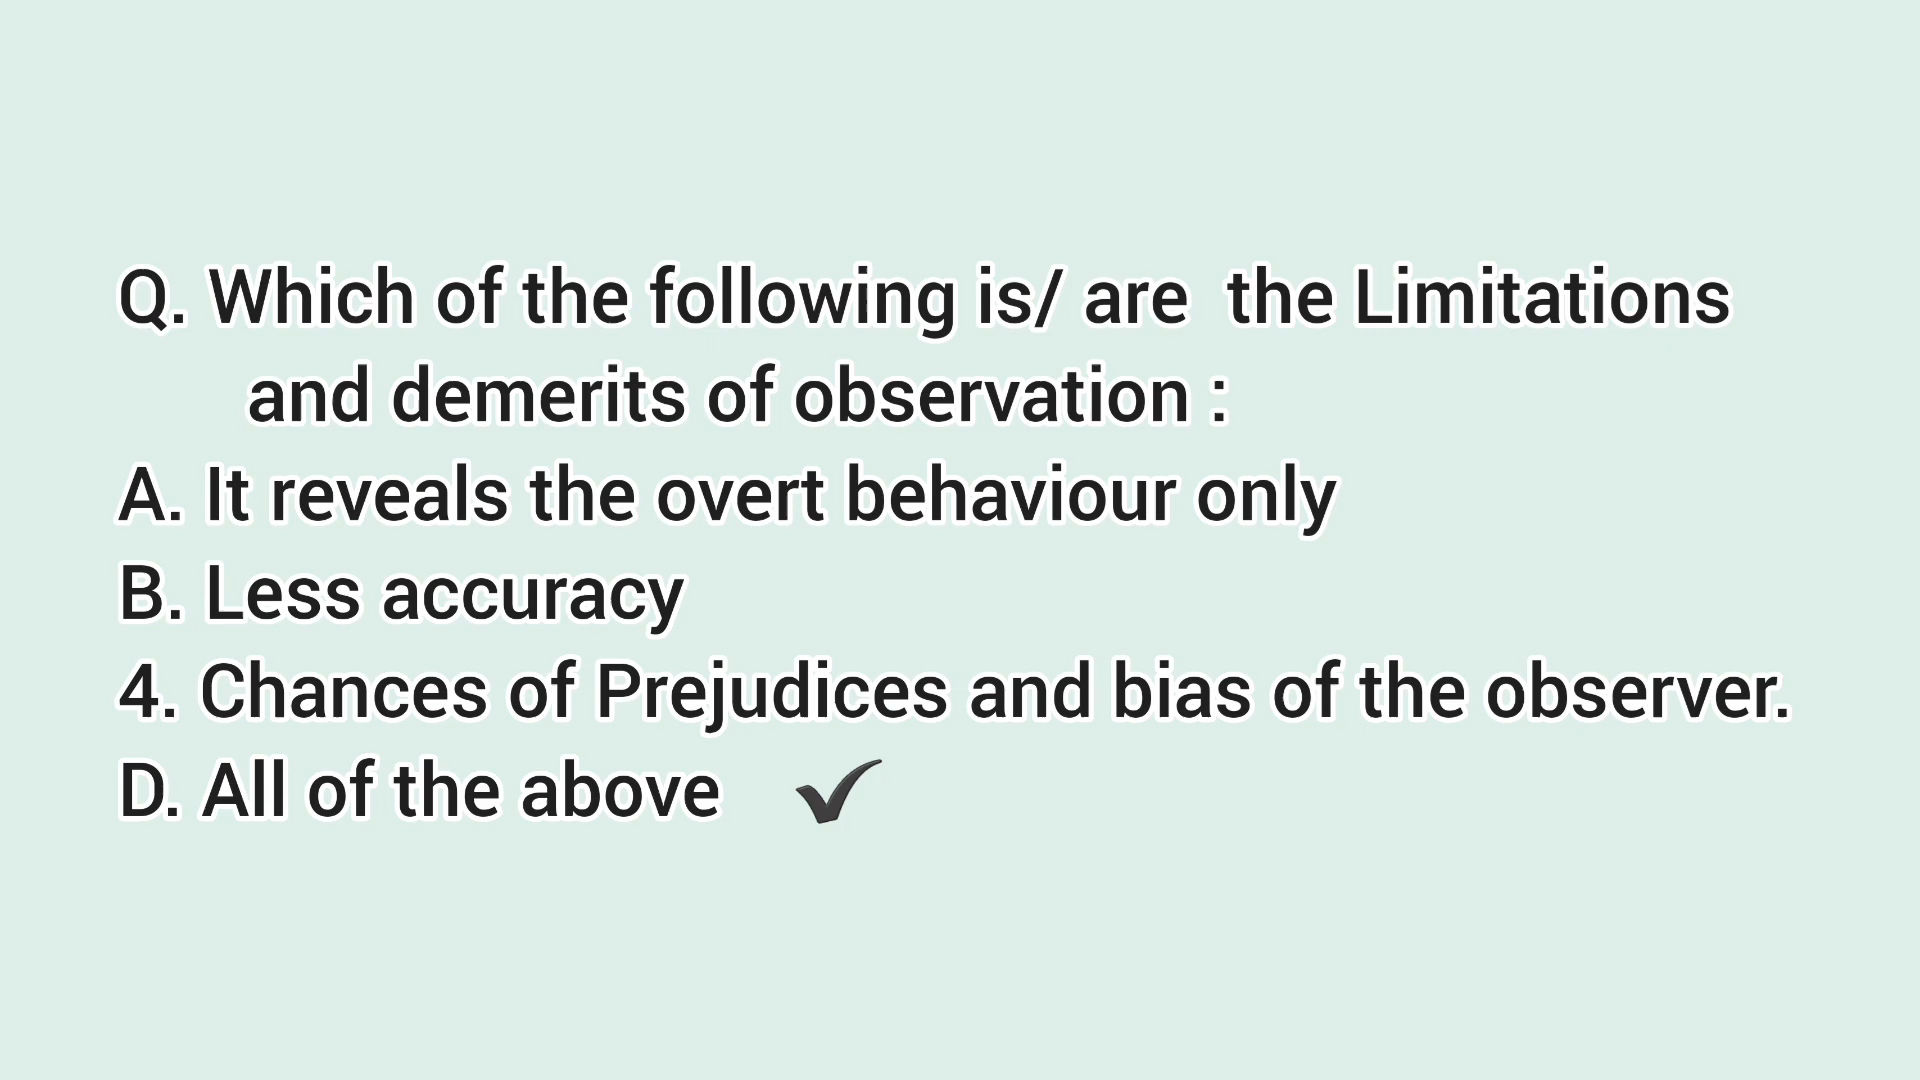 Q. Which of the following is/ are  the Limitations
and demerits of observation :
A. It reveals the overt behaviour only
B. Less accuracy
4. Chances of Prejudices and bias of the observer.
D. All of the above ✔